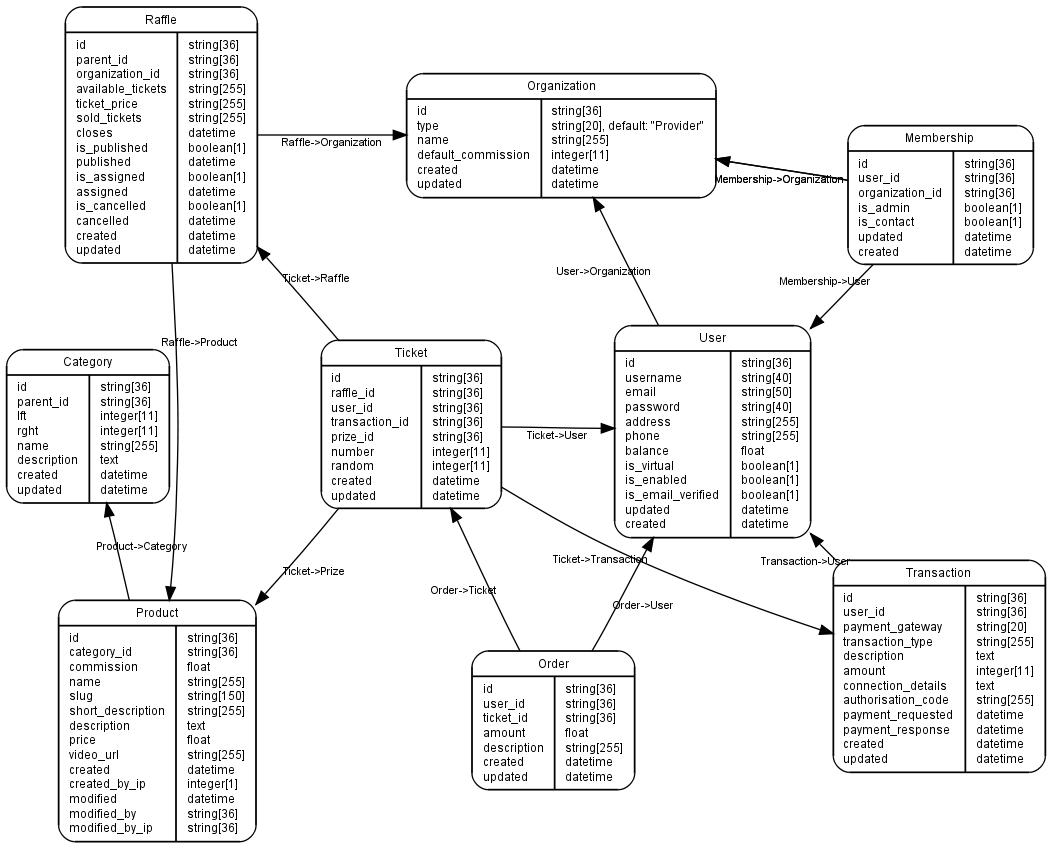 Raffle
id string[36]
parent_id string[36]
organization_id string[36]
available_tickets string[255]
ticket_price string[255]
sold_tickets string[255]
closes datetime
is_published boolean[1]
published datetime
is_assigned boolean[1]
assigned datetime
is_cancelled boolean[1]
cancelled datetime
created datetime
updated datetime
Raffle->Organization
Organization
id string[36]
type string[20], default: "Provider"
name string[255]
default_commission integer[11]
created datetime
updated datetime
Membership->Organization
Membership
id string[36]
user_id string[36]
organization_id string[36]
is_admin boolean[1]
is_contact boolean[1]
updated datetime
created datetime
Ticket->Raffle
User->Organization
Membership->User
Raffle->Product
Category
id string[36]
parent_id string[36]
lft integer[11]
rght integer[11]
name string[255]
description text
created datetime
updated datetime
Ticket
id string[36]
raffle_id string[36]
user_id string[36]
transaction_id string[36]
prize_id string[36]
number integer[11]
random integer[11]
created datetime
updated datetime
Ticket->User
User
id string[36]
username string[40]
email string[50]
password string[40]
address string[255]
phone string[255]
balance float
is_virtual boolean[1]
is_enabled boolean[1]
is_email_verified boolean[1]
updated datetime
created datetime
Product->Category
Ticket->Prize
Order->Ticket
Ticket->Transaction
Order->User
Transaction->User
Product
id string[36]
category_id string[36]
commission float
name string[255]
slug string[150]
short_description string[255]
description text
price float
video_url string[255]
created datetime
created_by_ip integer[1]
modified datetime
modified_by string[36]
modified_by_ip string[36]
Order
id string[36]
user_id string[36]
ticket_id string[36]
amount float
description string[255]
created datetime
updated datetime
Transaction
id string[36]
user_id string[36]
payment_gateway string[20]
transaction_type string[255]
description text
amount integer[11]
connection_details text
authorisation_code string[255]
payment_requested datetime
payment_response datetime
created datetime
updated datetime